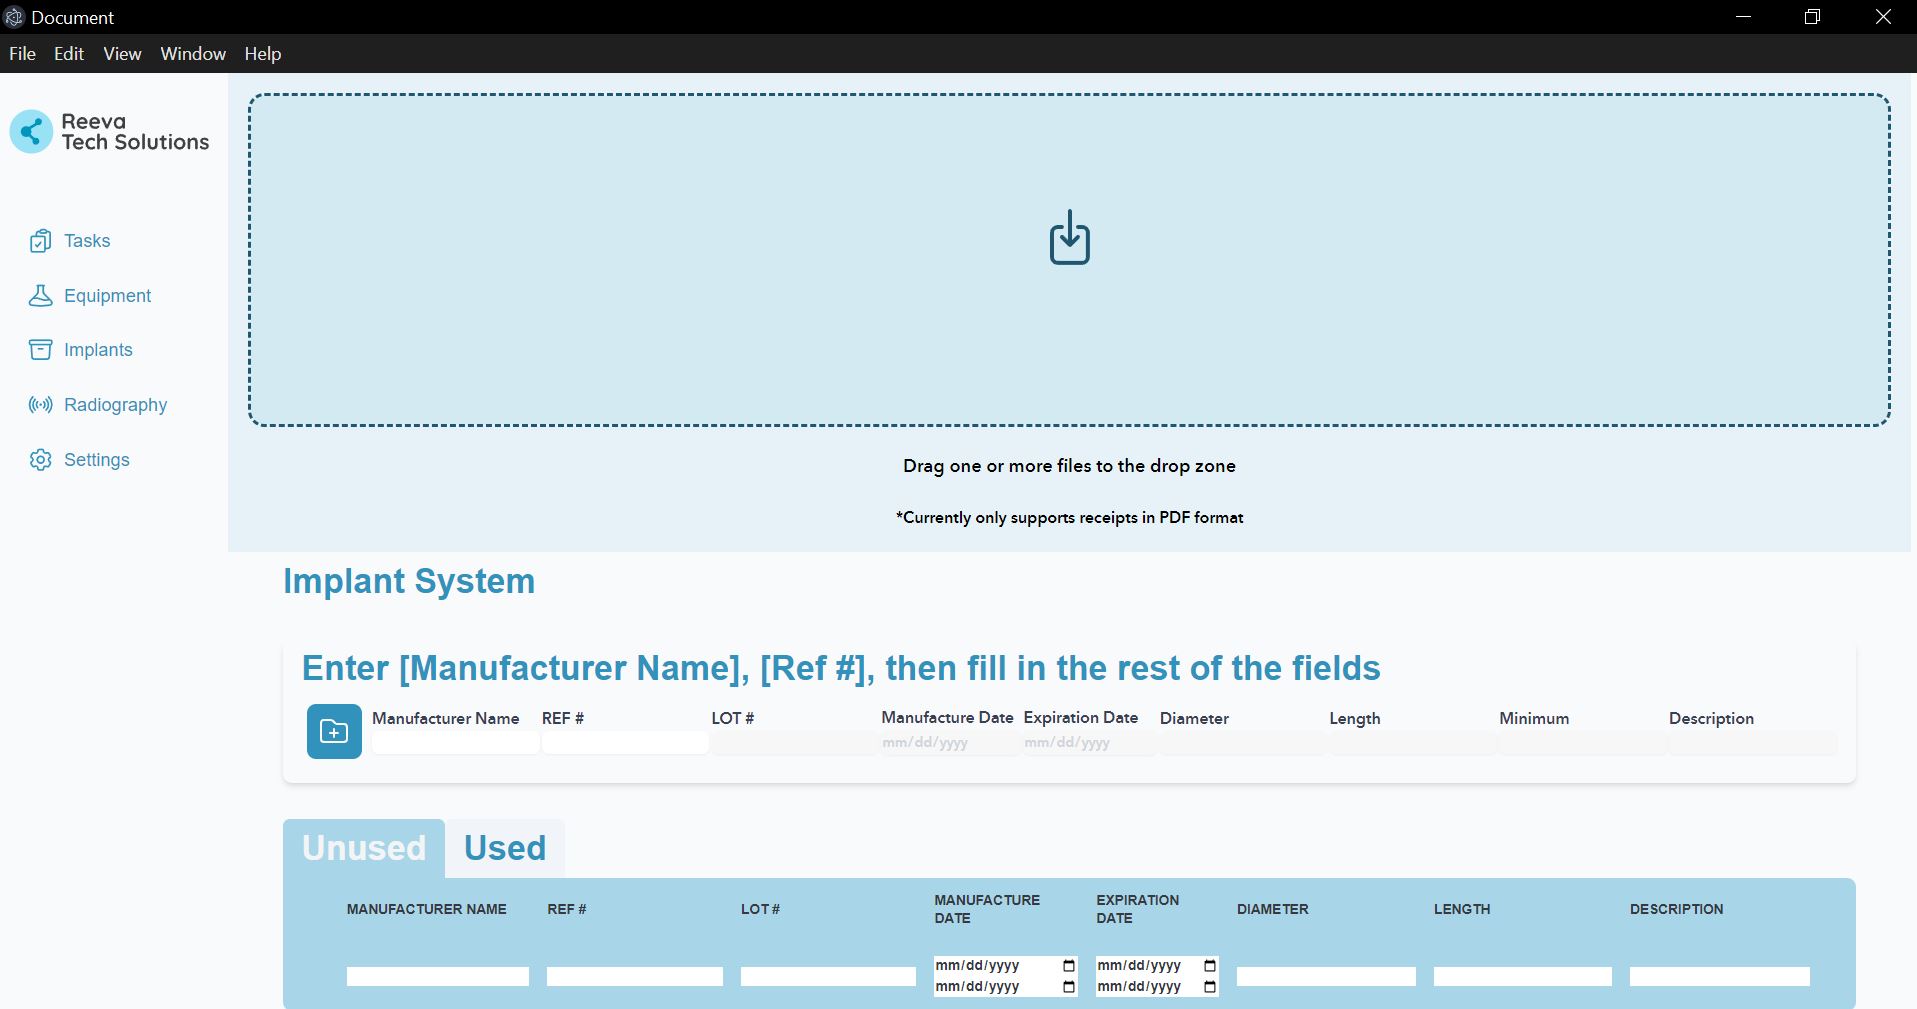 Document
File Edit View Window Help
Reeva
Tech Solutions
Tasks
Equipment
Implants
Radiography
Settings
Drag one or more files to the drop zone
*Currently only supports receipts in PDF format
Implant System
Enter [Manufacturer Name], [Ref #], then fill in the rest of the fields
Manufacturer Name REF # LOT # Manufacture Date Expiration Date Diameter Length Minimum Description
mm/dd/yyyy mm/dd/yyyy
Unused Used
MANUFACTURER NAME REF # LOT # MANUFACTURE DATE EXPIRATION DATE DIAMETER LENGTH DESCRIPTION
mm/dd/yyyy mm/dd/yyyy
mm/dd/yyyy mm/dd/yyyy